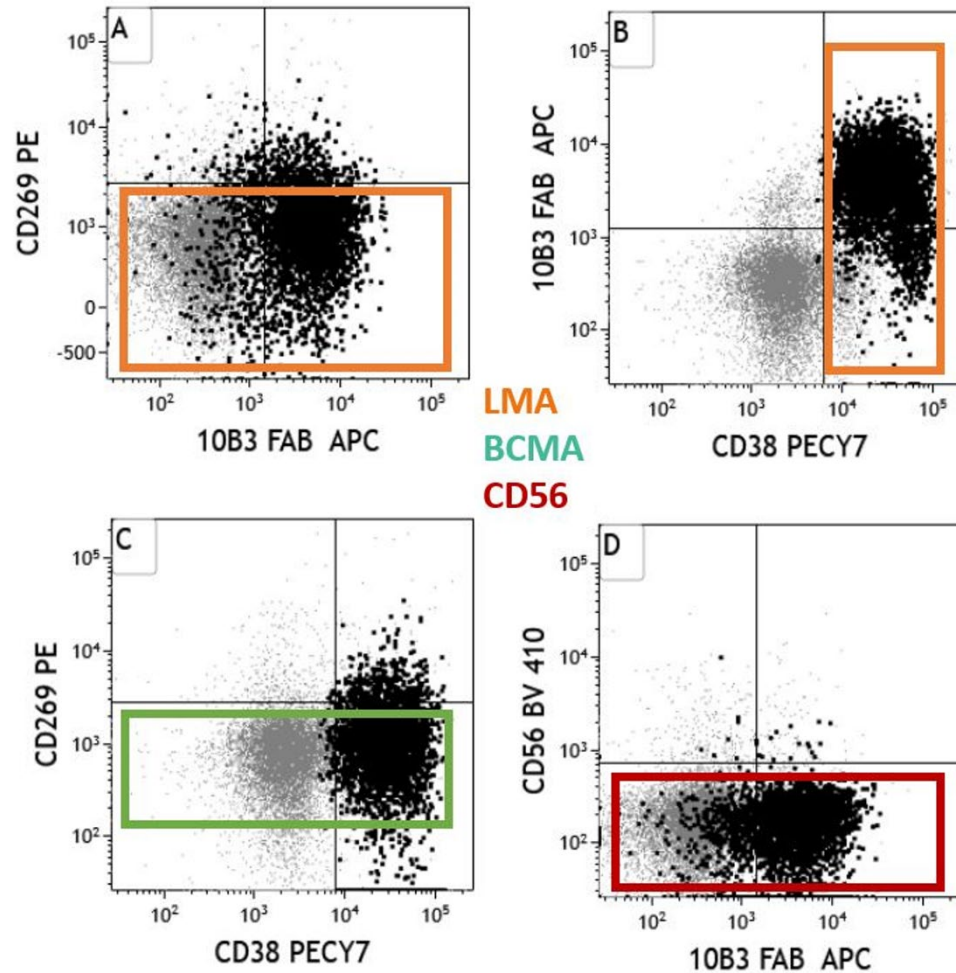 A
10⁵
10⁴
10³
0
-500
CD269 PE
10² 10³ 10⁴ 10⁵
10B3 FAB APC
B
10⁵
10⁴
10³
10²
10B3 FAB APC
10² 10³ 10⁴ 10⁵
CD38 PECY7
LMA
BCMA
CD56
C
10⁵
10⁴
10³
10²
CD269 PE
10² 10³ 10⁴ 10⁵
CD38 PECY7
D
10⁵
10⁴
10³
10²
CD56 BV 410
10² 10³ 10⁴ 10⁵
10B3 FAB APC